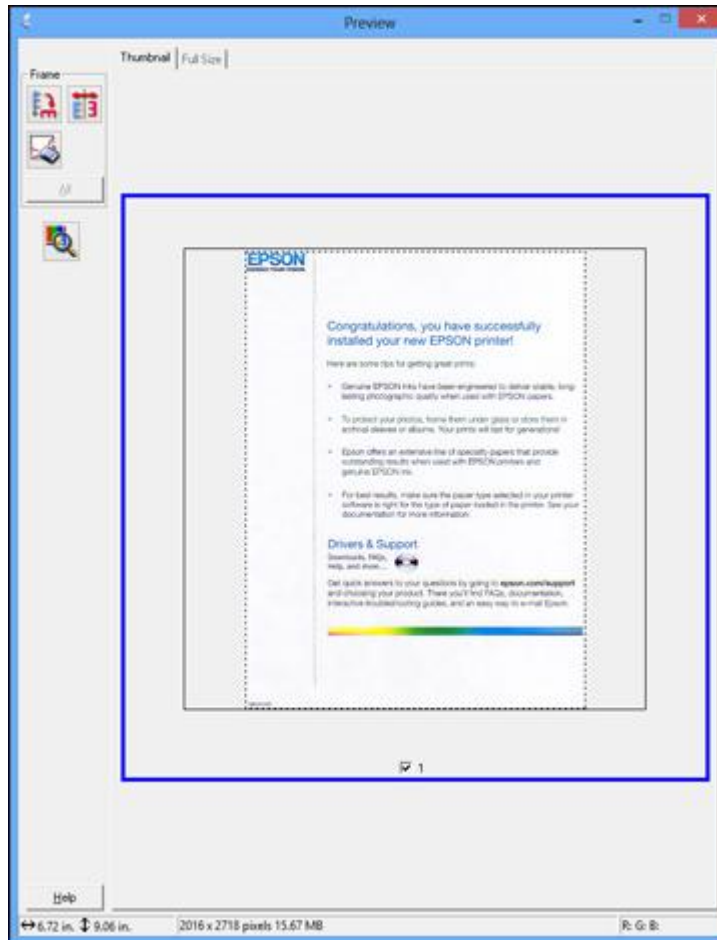 Preview
Thumbnail
Full Size
Frame
All
EPSON
Congratulations, you have successfully
installed your new EPSON printer!
Here are some tips for getting great prints:
Genuine EPSON inks have been engineered to deliver stable, long-
lasting photographic quality when used with EPSON papers.
To protect your photos, frame them under glass or store them in
archival sleeves or albums. Your prints will last for generations!
Epson offers an extensive line of specialty papers that provide
outstanding results when used with EPSON printers and
genuine EPSON ink.
For best results, make sure the paper type selected in your printer
software is right for the type of paper loaded in the printer. See your
documentation for more information.
Drivers & Support
Downloads, FAQs,
Help, and more...
Get quick answers to your questions by going to epson.com/support
and choosing your product. There you'll find FAQs, documentation,
interactive troubleshooting guides, and an easy way to e-mail Epson.
1
Help
6.72 in. 9.06 in.
2016 x 2718 pixels 15.67 MB
R: G: B: